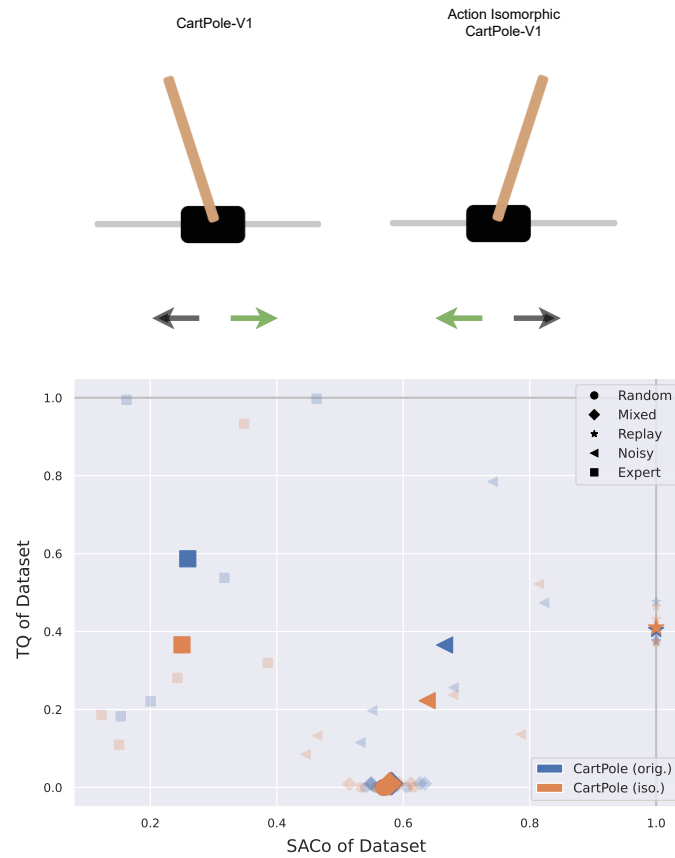 CartPole-V1
Action Isomorphic
CartPole-V1
TQ of Dataset
1.0
0.8
0.6
0.4
0.2
0.0
Random
Mixed
Replay
Noisy
Expert
CartPole (orig.)
CartPole (iso.)
0.2
0.4
0.6
0.8
1.0
SACo of Dataset